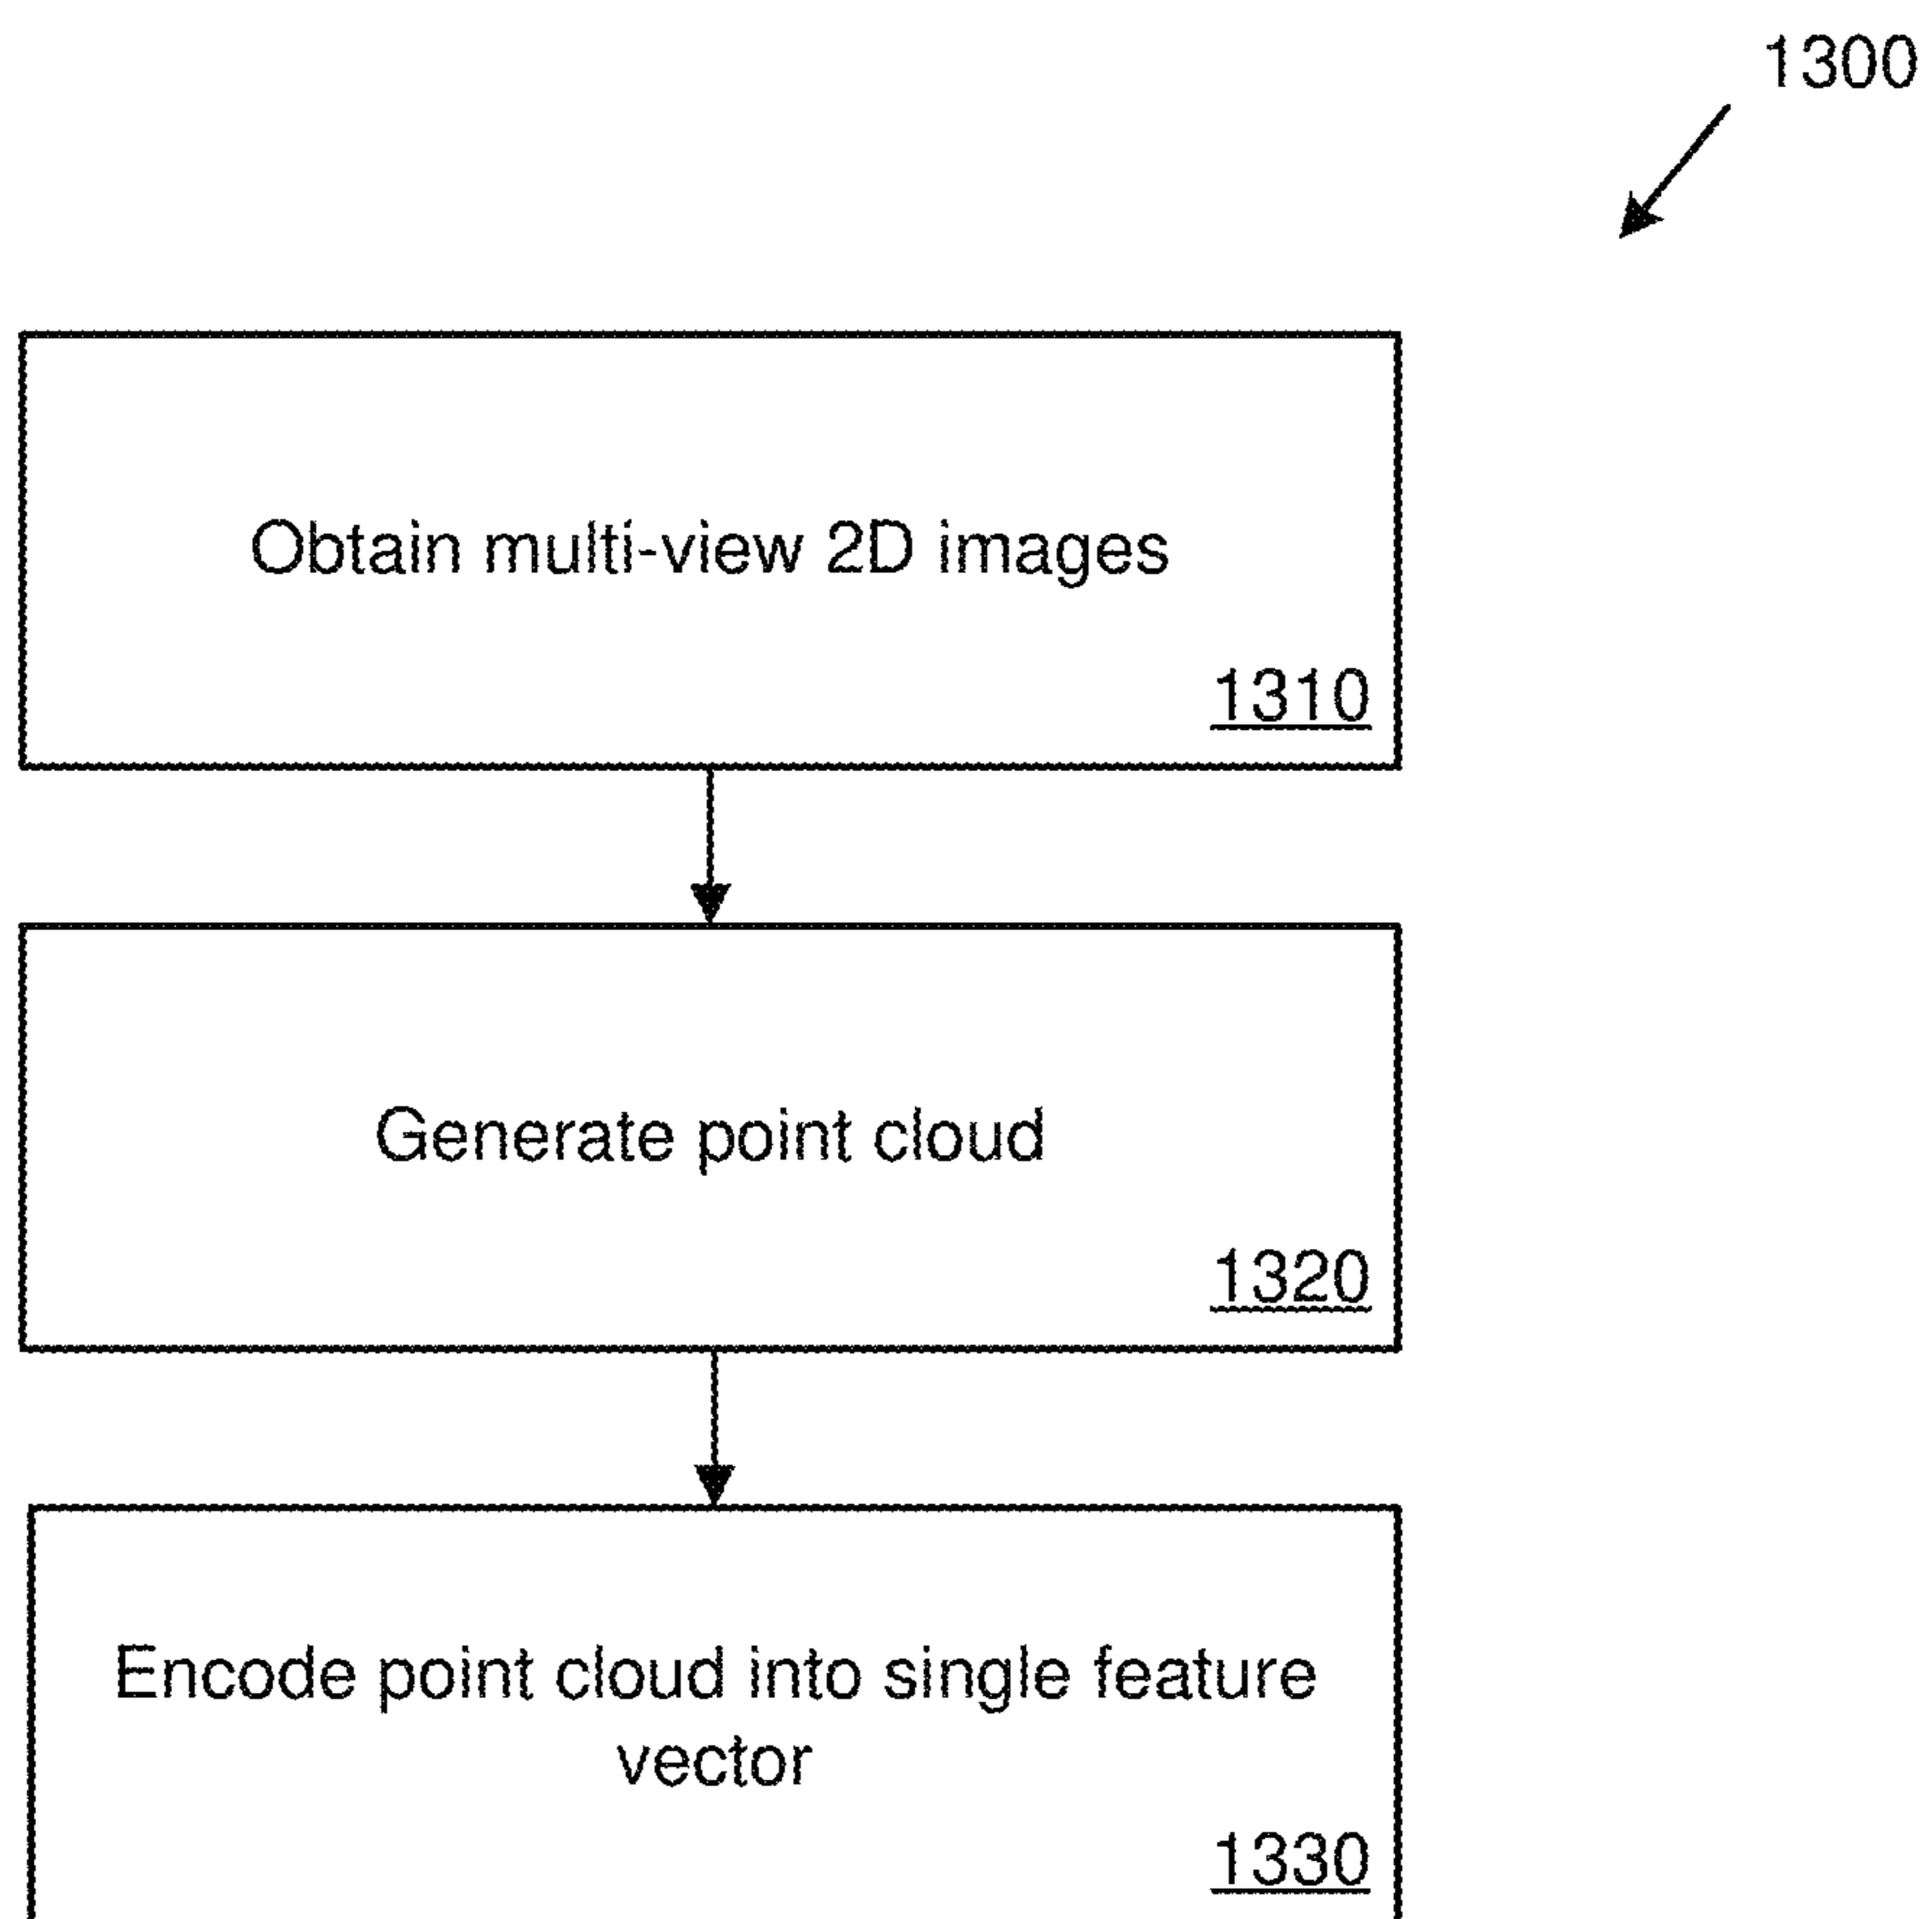 1300
Obtain multi-view 2D images
1310
Generate point cloud
1320
Encode point cloud into single feature
vector
1330